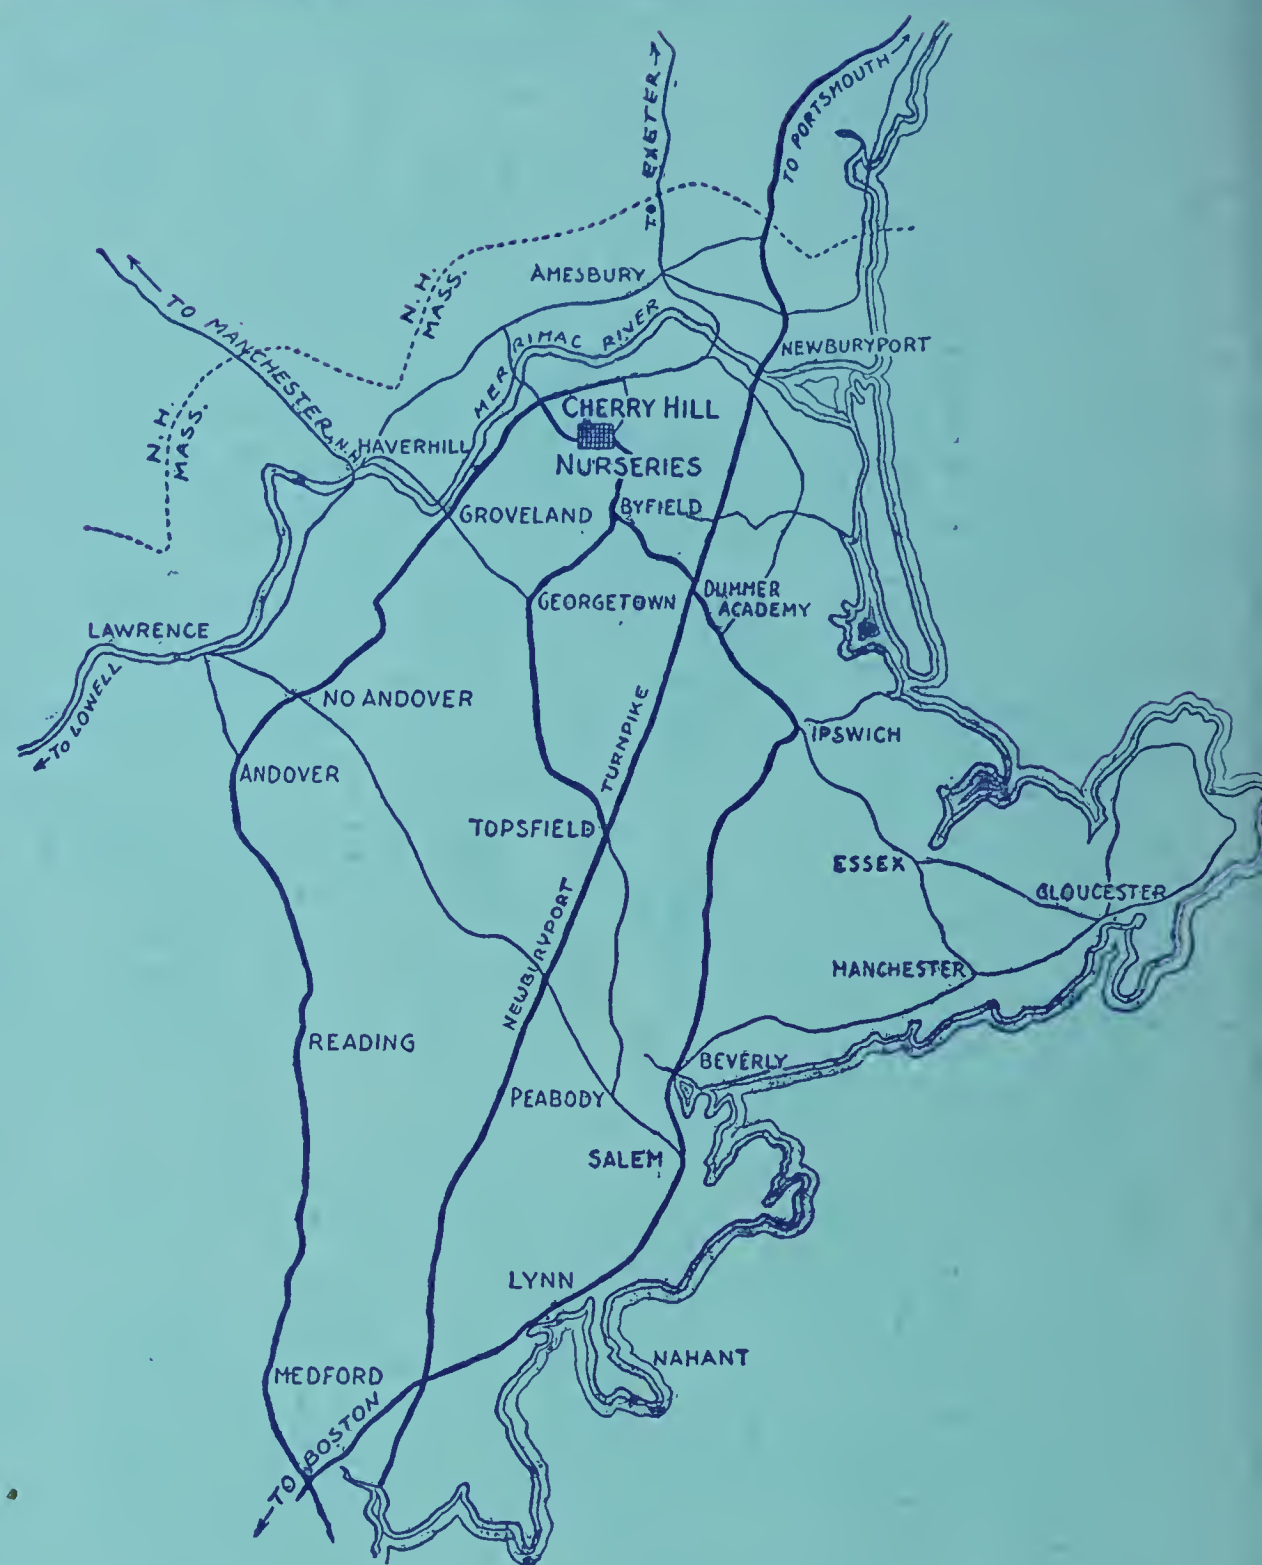 TO EXETER
TO PORTSMOUTH
AMESBURY
N.H.
MASS.
TO MANCHESTER, N.H.
MERRIMAC RIVER
NEWBURYPORT
N.H.
MASS.
CHERRY HILL
NURSERIES
HAVERHILL
GROVELAND
BYFIELD
GEORGETOWN
DUMMER
ACADEMY
LAWRENCE
TO LOWELL
NO ANDOVER
IPSWICH
ANDOVER
TOPSFIELD
NEWBURYPORT TURNPIKE
ESSEX
GLOUCESTER
MANCHESTER
READING
BEVERLY
PEABODY
SALEM
LYNN
NAHANT
MEDFORD
TO BOSTON